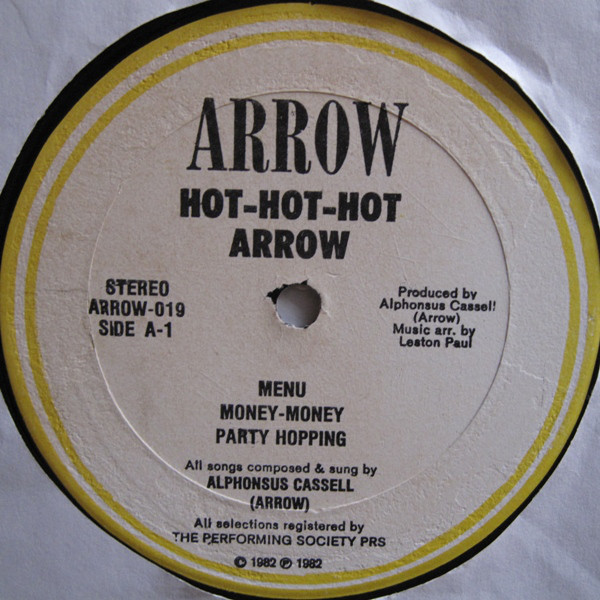 ARROW
HOT-HOT-HOT
ARROW
STEREO
ARROW-019
SIDE A-1
Produced by
Alphonsus Cassell
(Arrow)
Music arr. by
Leston Paul
MENU
MONEY-MONEY
PARTY HOPPING
All songs composed & sung by
ALPHONSUS CASSELL
(ARROW)
All selections registered by
THE PERFORMING SOCIETY PRS
© 1982 ℗ 1982